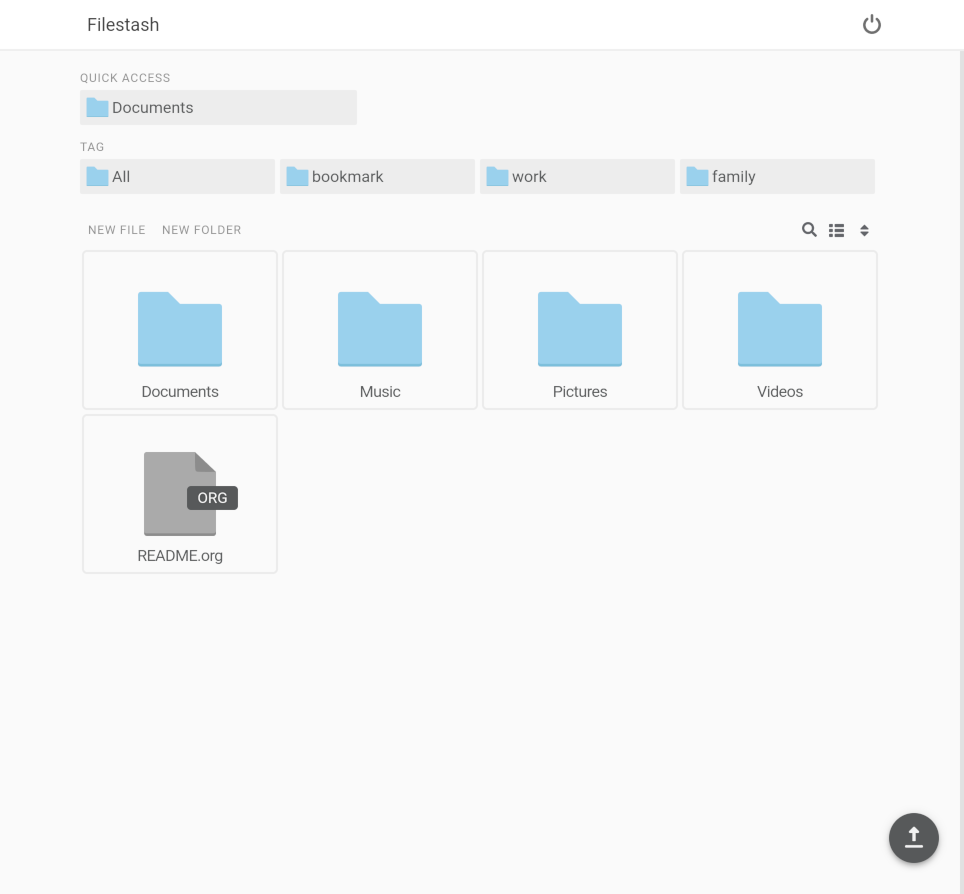 Filestash
QUICK ACCESS
Documents
TAG
All bookmark work family
NEW FILE NEW FOLDER
Documents Music Pictures Videos
ORG
README.org